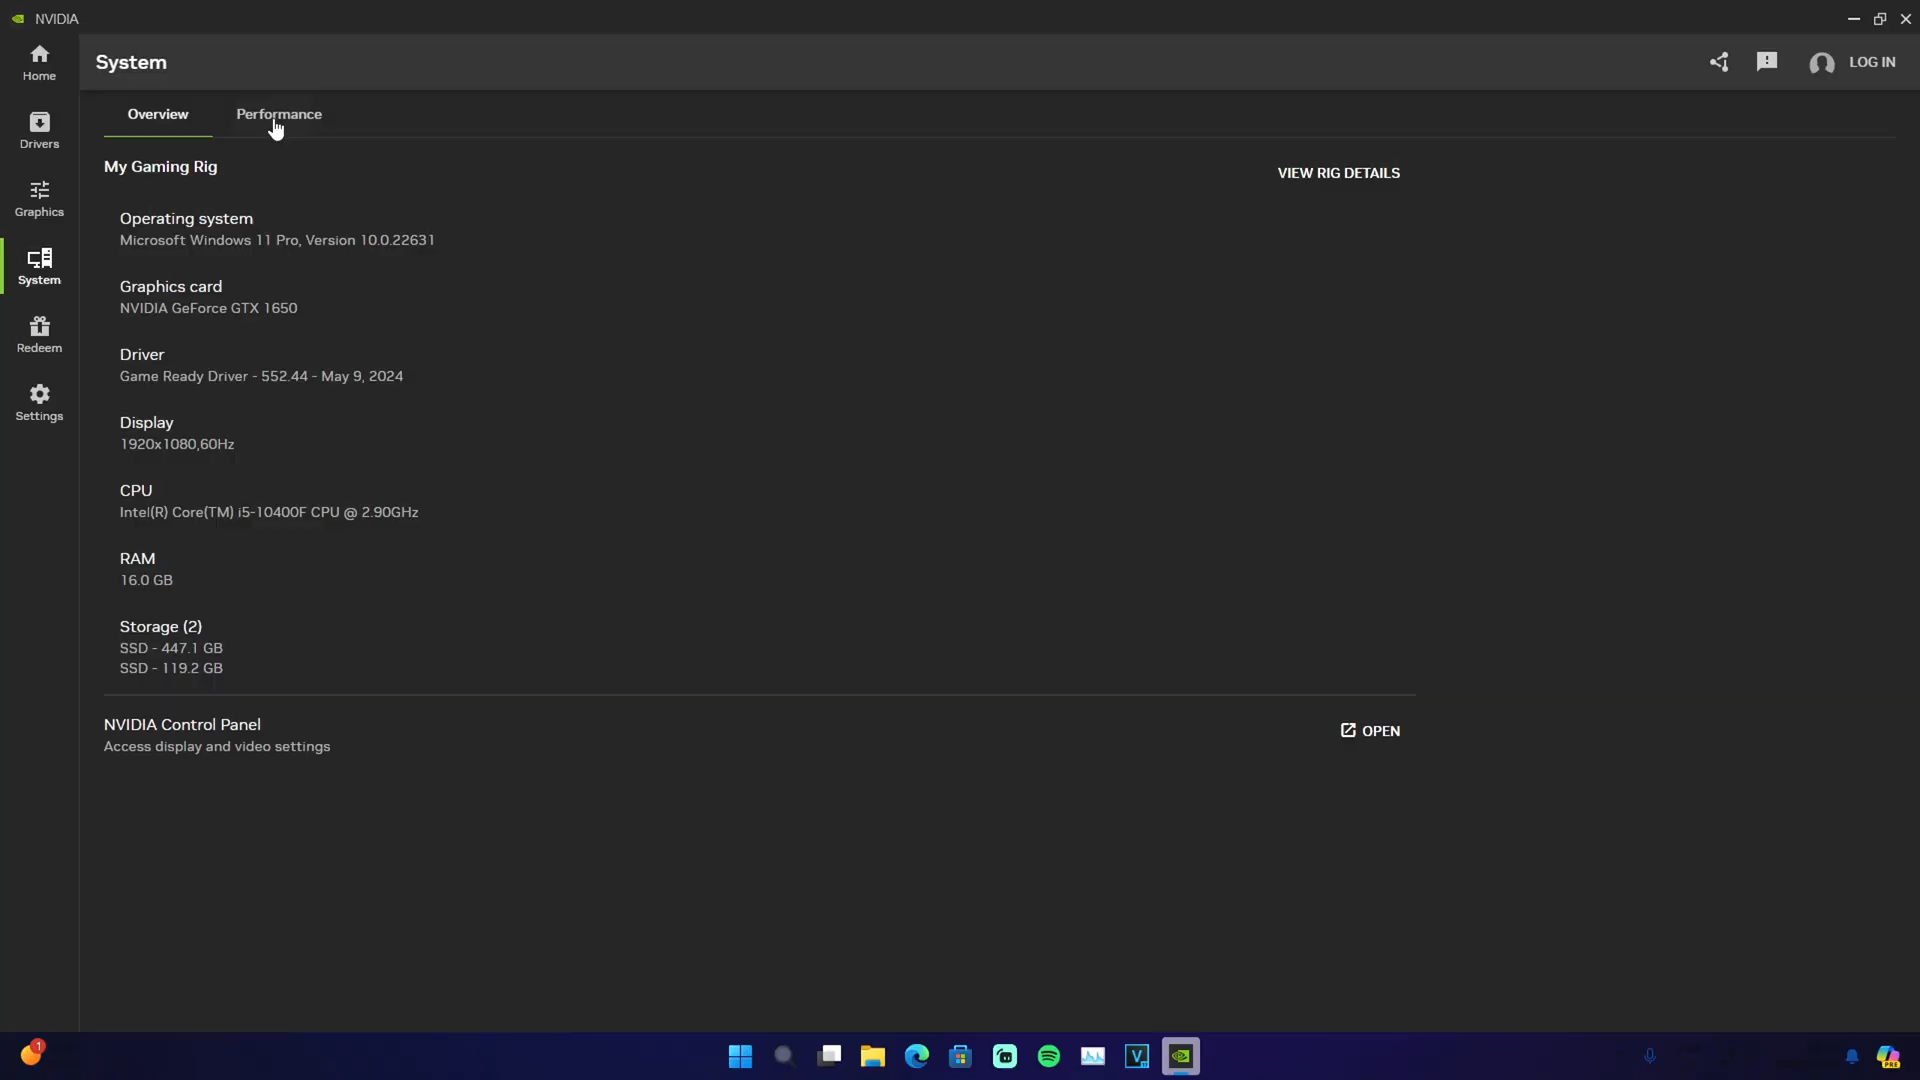 NVIDIA
Home
Drivers
Graphics
System
Redeem
Settings
System
LOG IN
Overview
Performance
My Gaming Rig
VIEW RIG DETAILS
Operating system
Microsoft Windows 11 Pro, Version 10.0.22631
Graphics card
NVIDIA GeForce GTX 1650
Driver
Game Ready Driver - 552.44 - May 9, 2024
Display
1920x1080,60Hz
CPU
Intel(R) Core(TM) i5-10400F CPU @ 2.90GHz
RAM
16.0 GB
Storage (2)
SSD - 447.1 GB
SSD - 119.2 GB
NVIDIA Control Panel
Access display and video settings
OPEN
1
V
PRE